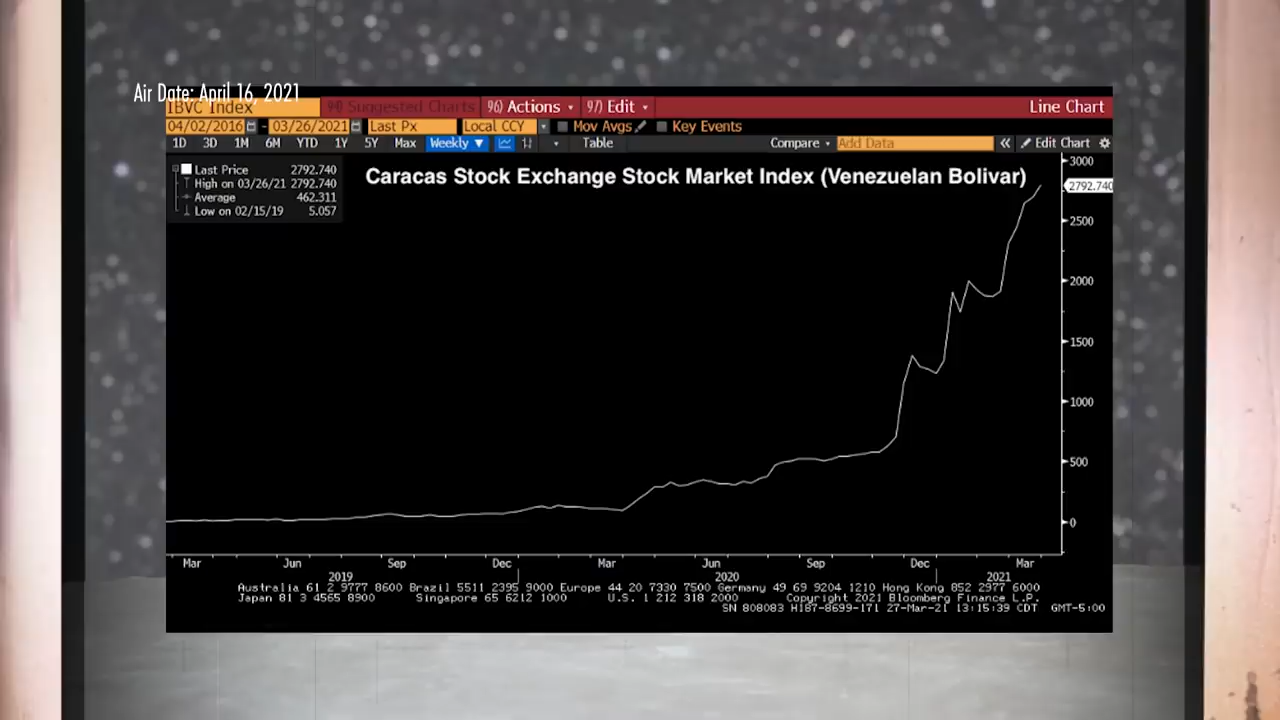 Air Date: April 16, 2021
IBVC Index
94) Suggested Charts
96) Actions
97) Edit
Line Chart
04/02/2016 - 03/26/2021 Last Px Local CCY Mov Avgs Key Events
1D 3D 1M 6M YTD 1Y 5Y Max Weekly ▼ Table Compare Add Data « Edit Chart
Caracas Stock Exchange Stock Market Index (Venezuelan Bolivar)
Last Price 2792.740
High on 03/26/21 2792.740
Average 462.311
Low on 02/15/19 5.057
3000
2792.740
2500
2000
1500
1000
500
0
Mar Jun Sep Dec Mar Jun Sep Dec Mar
2019 2020 2021
Australia 61 2 9777 8600 Brazil 5511 2395 9000 Europe 44 20 7330 7500 Germany 49 69 9204 1210 Hong Kong 852 2977 6000
Japan 81 3 4565 8900 Singapore 65 6212 1000 U.S. 1 212 318 2000 Copyright 2021 Bloomberg Finance L.P.
SN 808083 H187-8699-171 27-Mar-21 13:15:39 CDT GMT-5:00